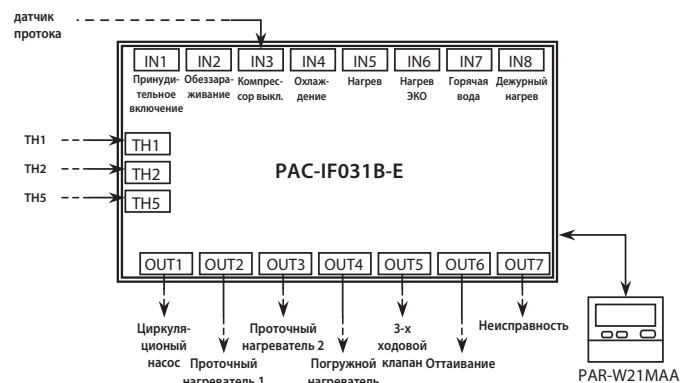 датчик
протока
IN1 IN2 IN3 IN4 IN5 IN6 IN7 IN8
Принуди-
тельное
включение
Обеззара-
живание
Компрес-
сор выкл.
Охлаж-
дение
Нагрев
Нагрев
ЭКО
Горячая
вода
Дежурный
нагрев
TH1 TH1
TH2 TH2
TH5 TH5
PAC-IF031B-E
OUT1 OUT2 OUT3 OUT4 OUT5 OUT6 OUT7
Циркуля-
ционый
насос
Проточный
нагреватель 1
Проточный
нагреватель 2
Погружной
нагреватель
3-х
ходовой
клапан
Оттаивание
Неисправность
PAR-W21MAA